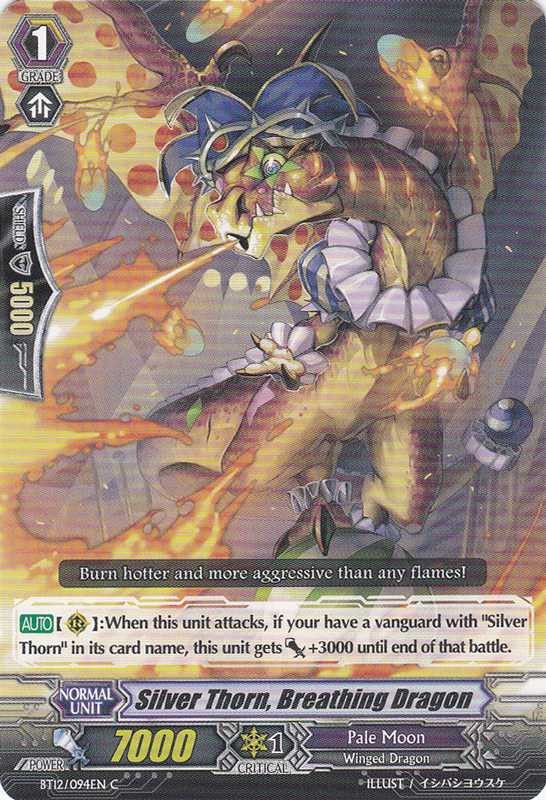 1
GRADE
SHIELD
5000
Burn hotter and more aggressive than any flames!
AUTO【 】:When this unit attacks, if your have a vanguard with "Silver
Thorn" in its card name, this unit gets +3000 until end of that battle.
NORMAL
UNIT
Silver Thorn, Breathing Dragon
POWER
7000
1
CRITICAL
Pale Moon
Winged Dragon
BT12/094EN C
ILLUST / イシバシヨウスケ